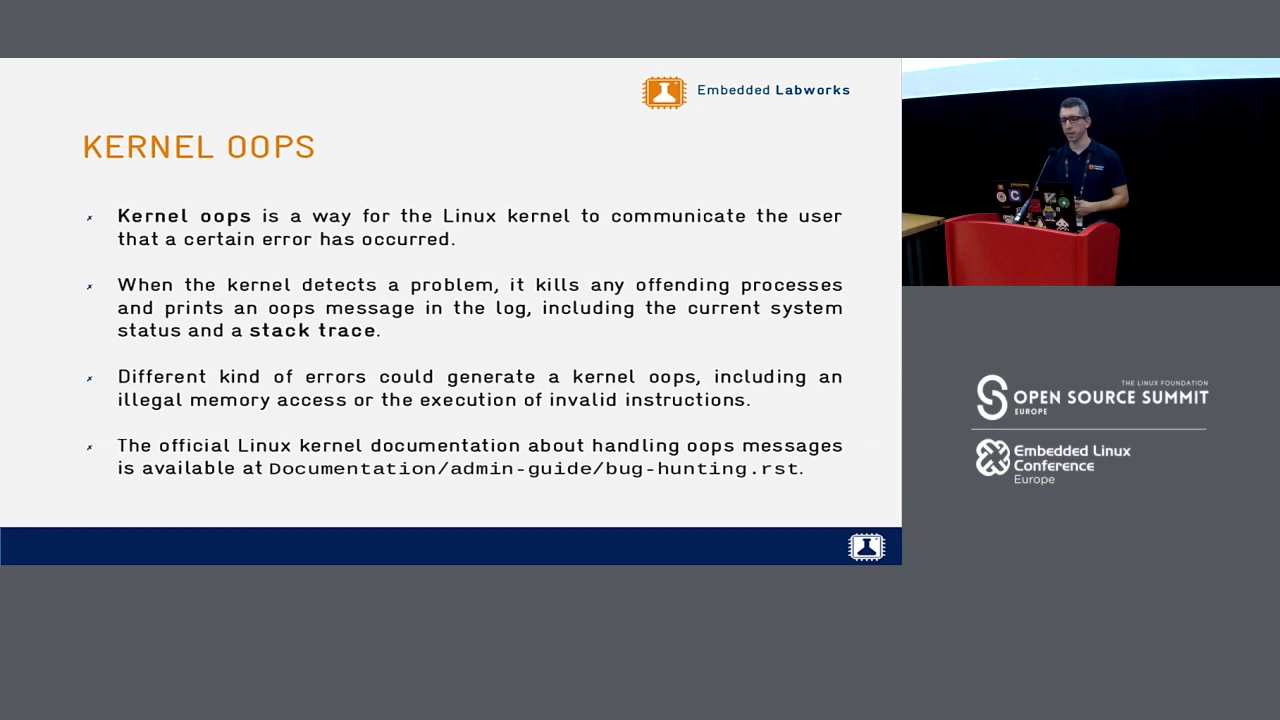 Embedded Labworks
KERNEL OOPS
Kernel oops is a way for the Linux kernel to communicate the user
that a certain error has occurred.
When the kernel detects a problem, it kills any offending processes
and prints an oops message in the log, including the current system
status and a stack trace.
Different kind of errors could generate a kernel oops, including an
illegal memory access or the execution of invalid instructions.
The official Linux kernel documentation about handling oops messages
is available at Documentation/admin-guide/bug-hunting.rst.
THE LINUX FOUNDATION
OPEN SOURCE SUMMIT
EUROPE
Embedded Linux
Conference
Europe